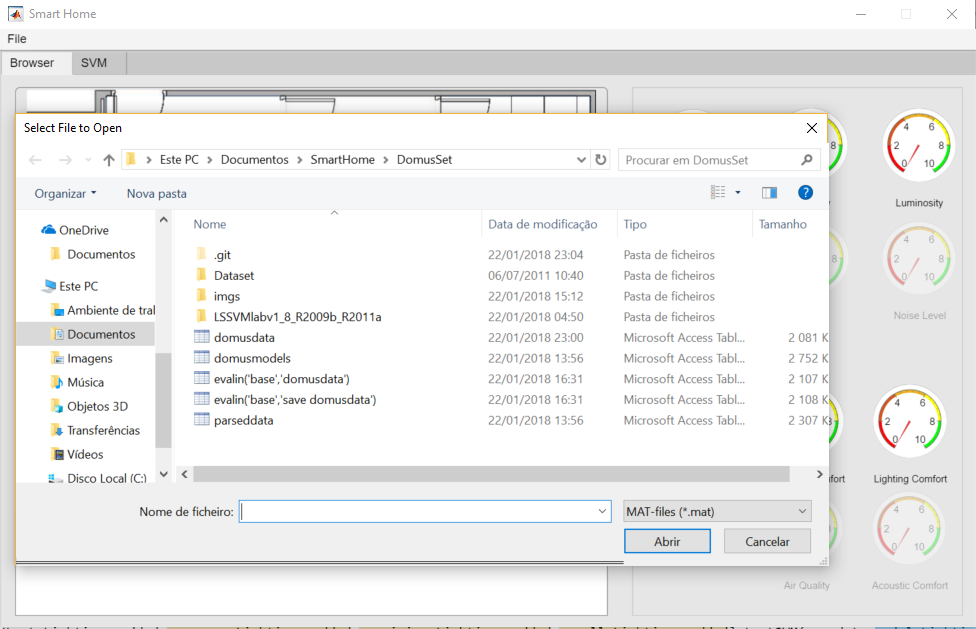 Smart Home
File
Browser SVM
Select File to Open
Este PC > Documentos > SmartHome > DomusSet
Procurar em DomusSet
Organizar Nova pasta
?
OneDrive
Documentos
Este PC
Ambiente de tral
Documentos
Imagens
Música
Objetos 3D
Transferências
Vídeos
Disco Local (C:)
Nome Data de modificação Tipo Tamanho
.git 22/01/2018 23:04 Pasta de ficheiros
Dataset 06/07/2011 10:40 Pasta de ficheiros
imgs 22/01/2018 15:12 Pasta de ficheiros
LSSVMlabv1_8_R2009b_R2011a 22/01/2018 04:50 Pasta de ficheiros
domusdata 22/01/2018 23:00 Microsoft Access Tabl... 2 081 K
domusmodels 22/01/2018 13:56 Microsoft Access Tabl... 2 752 K
evalin('base','domusdata') 22/01/2018 16:31 Microsoft Access Tabl... 2 107 K
evalin('base','save domusdata') 22/01/2018 16:31 Microsoft Access Tabl... 2 108 K
parseddata 22/01/2018 13:56 Microsoft Access Tabl... 2 307 K
Nome de ficheiro: MAT-files (*.mat)
Abrir Cancelar
8
0 2 4 6 8 10
Luminosity
8
0 2 4 6 8 10
Noise Level
8
0 2 4 6 8 10
fort
Lighting Comfort
8
0 2 4 6 8 10
Air Quality
Acoustic Comfort